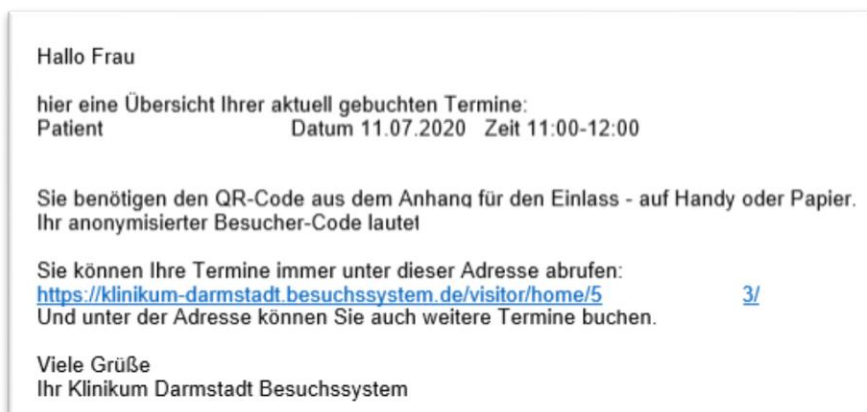 Hallo Frau
hier eine Übersicht Ihrer aktuell gebuchten Termine:
Patient Datum 11.07.2020 Zeit 11:00-12:00
Sie benötigen den QR-Code aus dem Anhang für den Einlass - auf Handy oder Papier.
Ihr anonymisierter Besucher-Code lautet
Sie können Ihre Termine immer unter dieser Adresse abrufen:
https://klinikum-darmstadt.besuchssystem.de/visitor/home/5 3/
Und unter der Adresse können Sie auch weitere Termine buchen.
Viele Grüße
Ihr Klinikum Darmstadt Besuchssystem